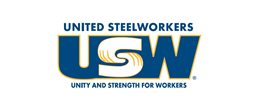 UNITED STEELWORKERS
USW®
UNITY AND STRENGTH FOR WORKERS